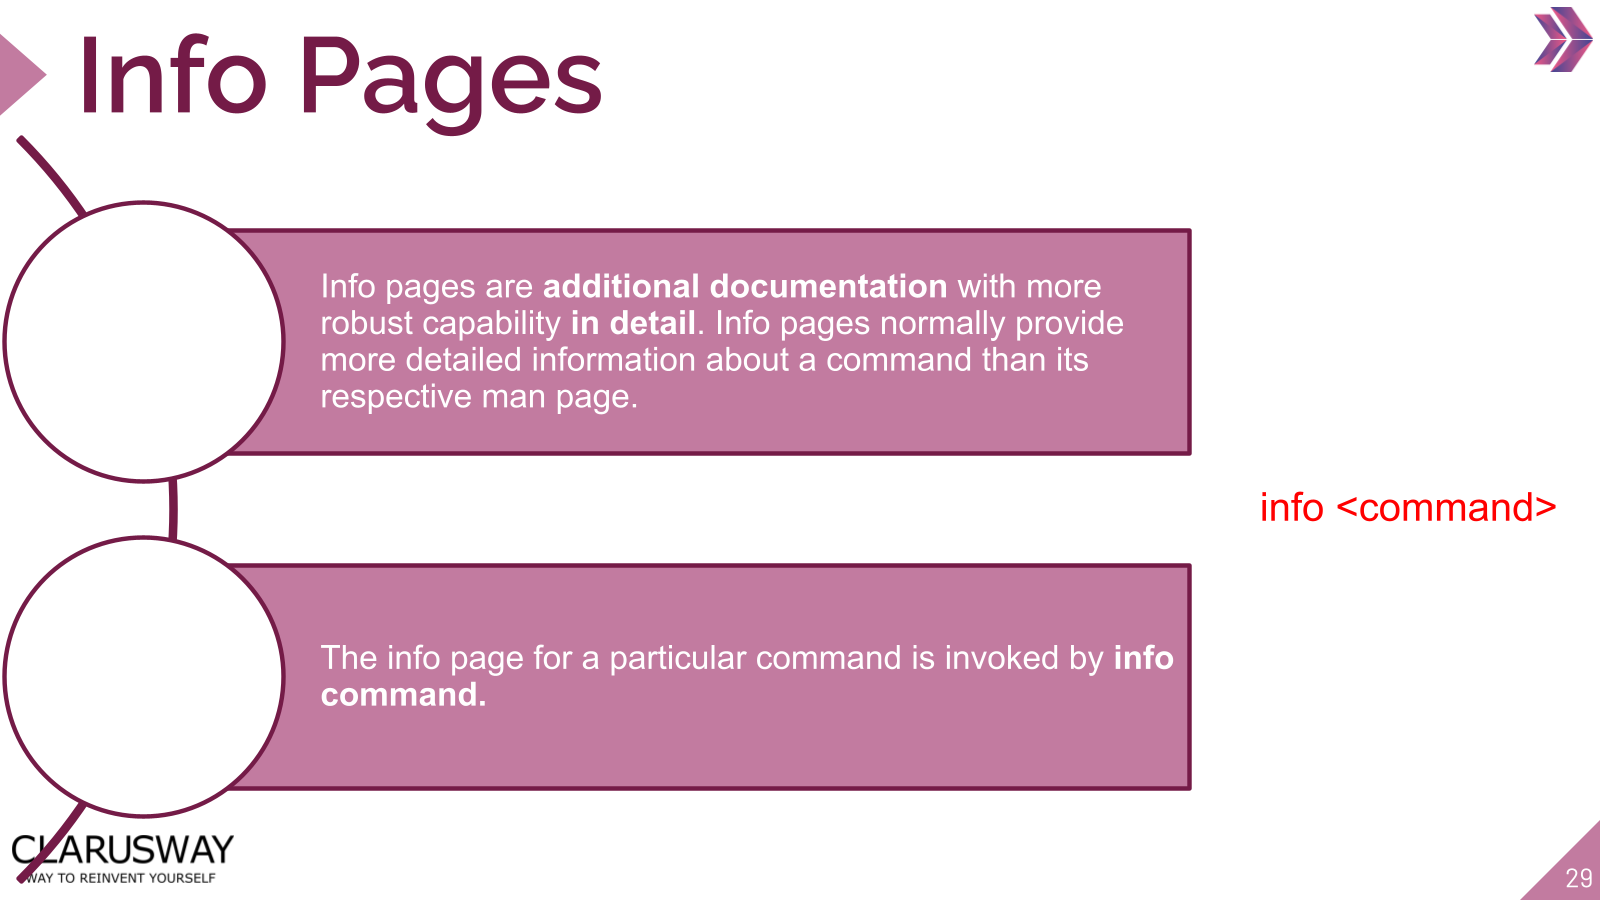 Info Pages
Info pages are additional documentation with more
robust capability in detail. Info pages normally provide
more detailed information about a command than its
respective man page.
info <command>
The info page for a particular command is invoked by info
command.
CLARUSWAY
WAY TO REINVENT YOURSELF
29